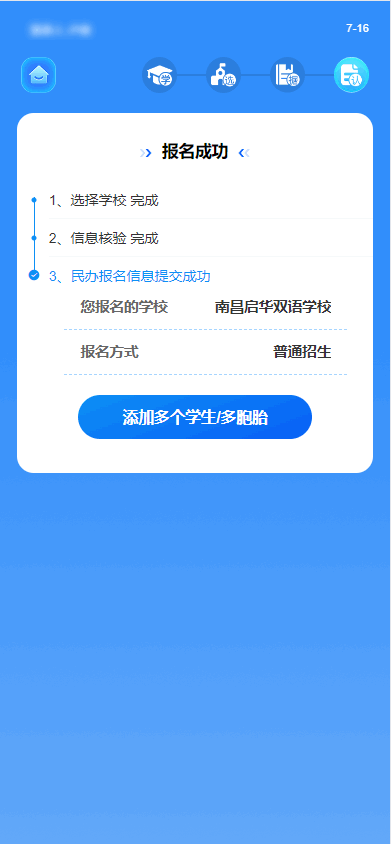 7-16
学
选
报
认
报名成功
1、选择学校 完成
2、信息核验 完成
3、民办报名信息提交成功
您报名的学校 南昌启华双语学校
报名方式 普通招生
添加多个学生/多胞胎